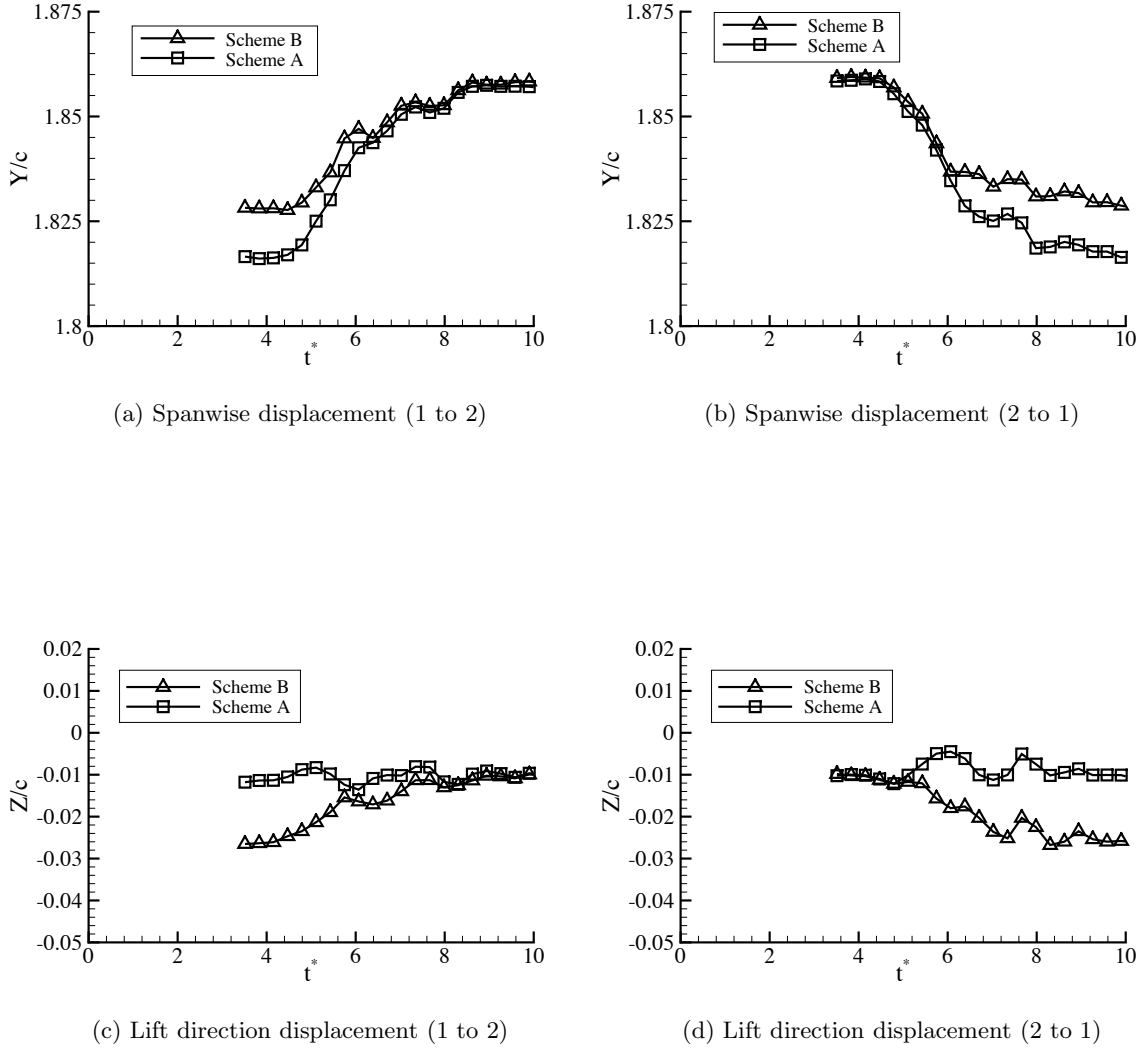 1.875
Scheme B
Scheme A
1.85
Y/c
1.825
1.8
0 2 4 6 8 10
t*
(a) Spanwise displacement (1 to 2)
1.875
Scheme B
Scheme A
1.85
Y/c
1.825
1.8
0 2 4 6 8 10
t*
(b) Spanwise displacement (2 to 1)
0.02
0.01
Scheme B
Scheme A
0
-0.01
Z/c
-0.02
-0.03
-0.04
-0.05
0 2 4 6 8 10
t*
(c) Lift direction displacement (1 to 2)
0.02
0.01
Scheme B
Scheme A
0
-0.01
Z/c
-0.02
-0.03
-0.04
-0.05
0 2 4 6 8 10
t*
(d) Lift direction displacement (2 to 1)